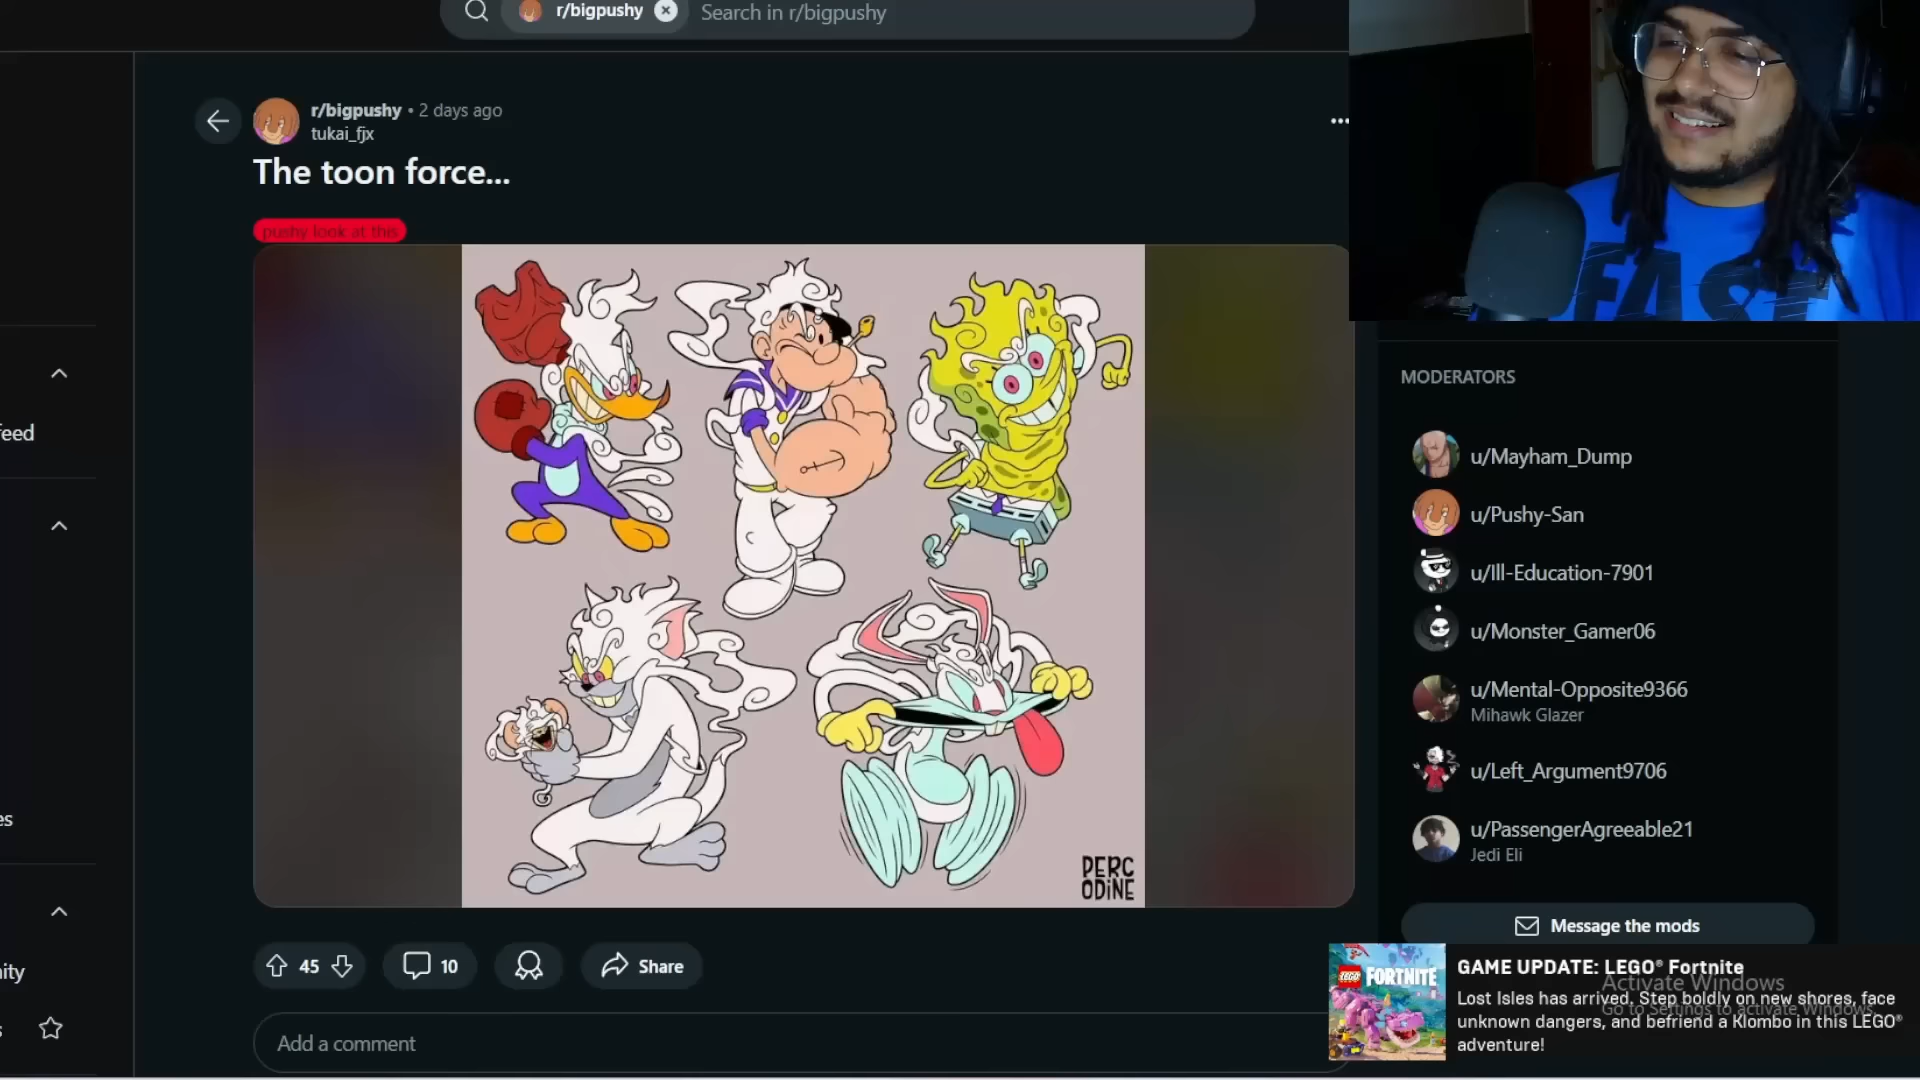 r/bigpushy
Search in r/bigpushy
r/bigpushy • 2 days ago
tukai_fjx
The toon force...
pushy look at this
feed
es
ity
s
PERC
ODINE
45
10
Share
Add a comment
FAST
MODERATORS
u/Mayham_Dump
u/Pushy-San
u/Ill-Education-7901
u/Monster_Gamer06
u/Mental-Opposite9366
Mihawk Glazer
u/Left_Argument9706
u/PassengerAgreeable21
Jedi Eli
Message the mods
LEGO FORTNITE
GAME UPDATE: LEGO® Fortnite
Activate Windows
Go to Settings to activate Windows.
Lost Isles has arrived. Step boldly on new shores, face
unknown dangers, and befriend a Klombo in this LEGO®
adventure!